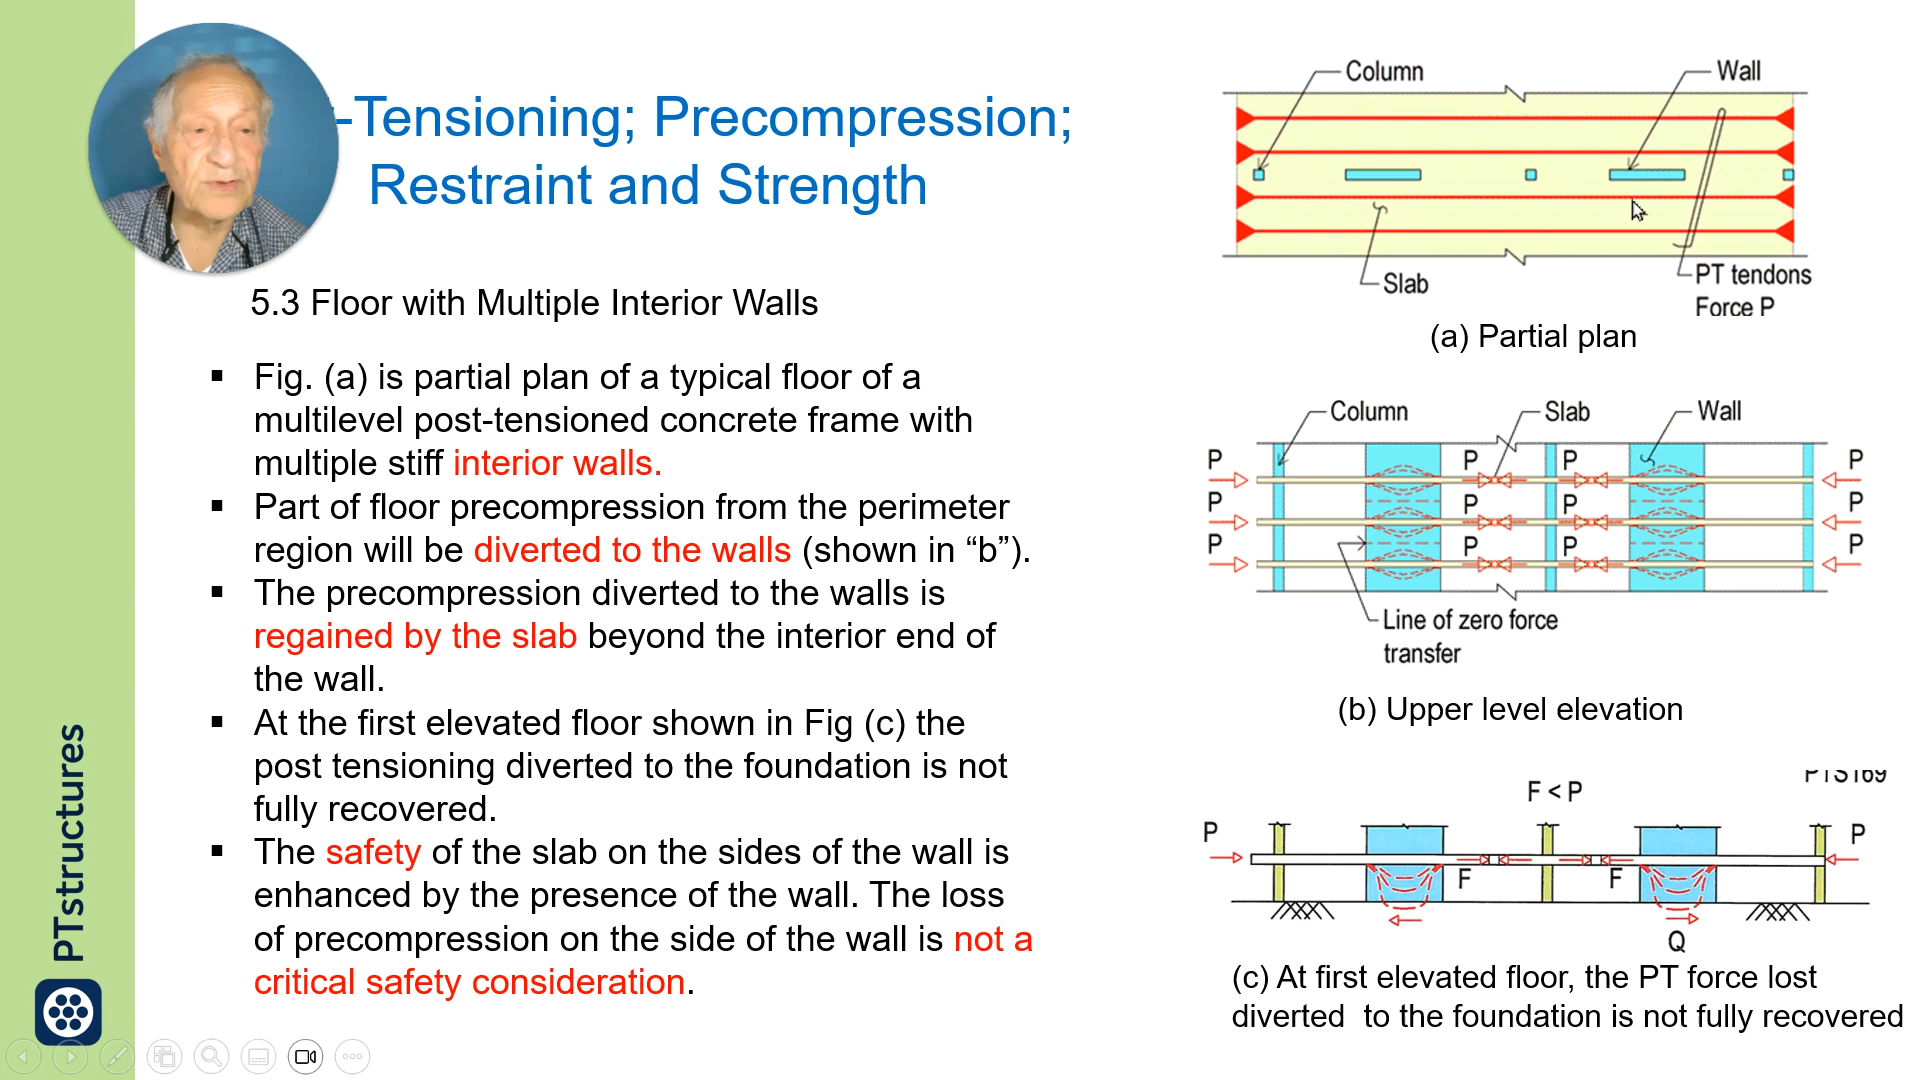 -Tensioning; Precompression;
Restraint and Strength
5.3 Floor with Multiple Interior Walls
▪ Fig. (a) is partial plan of a typical floor of a
multilevel post-tensioned concrete frame with
multiple stiff interior walls.
▪ Part of floor precompression from the perimeter
region will be diverted to the walls (shown in “b”).
▪ The precompression diverted to the walls is
regained by the slab beyond the interior end of
the wall.
▪ At the first elevated floor shown in Fig (c) the
post tensioning diverted to the foundation is not
fully recovered.
▪ The safety of the slab on the sides of the wall is
enhanced by the presence of the wall. The loss
of precompression on the side of the wall is not a
critical safety consideration.
PTstructures
Column
Wall
Slab
PT tendons
Force P
(a) Partial plan
Column
Slab
Wall
P P P P
P P P P
P P P P
Line of zero force
transfer
(b) Upper level elevation
PTS169
F < P
P
P
F
F
Q
(c) At first elevated floor, the PT force lost
diverted to the foundation is not fully recovered